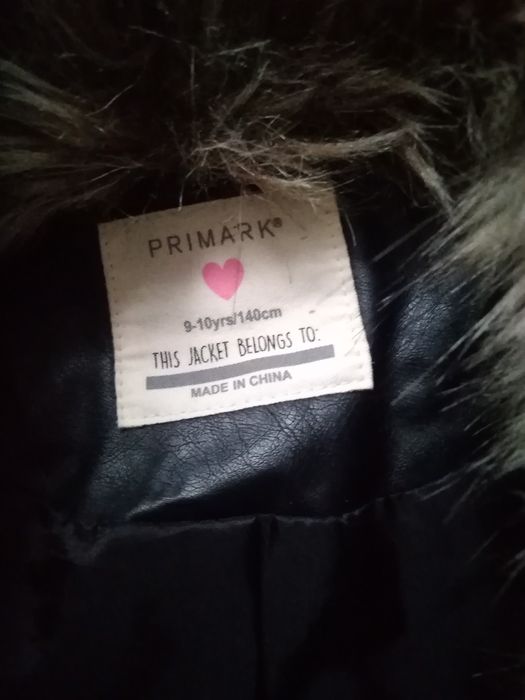 PRIMARK®
9-10yrs/140cm
THIS JACKET BELONGS TO:
MADE IN CHINA